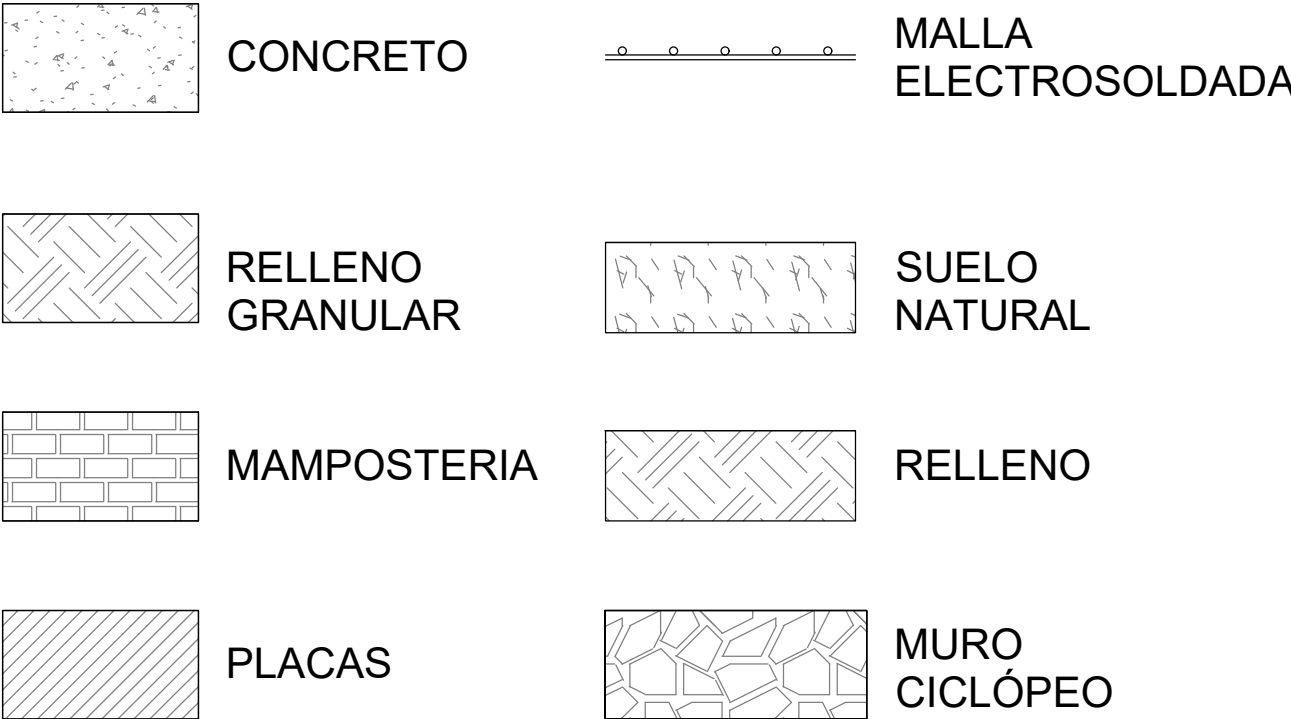 CONCRETO
MALLA
ELECTROSOLDADA
RELLENO
GRANULAR
SUELO
NATURAL
MAMPOSTERIA
RELLENO
PLACAS
MURO
CICLÓPEO